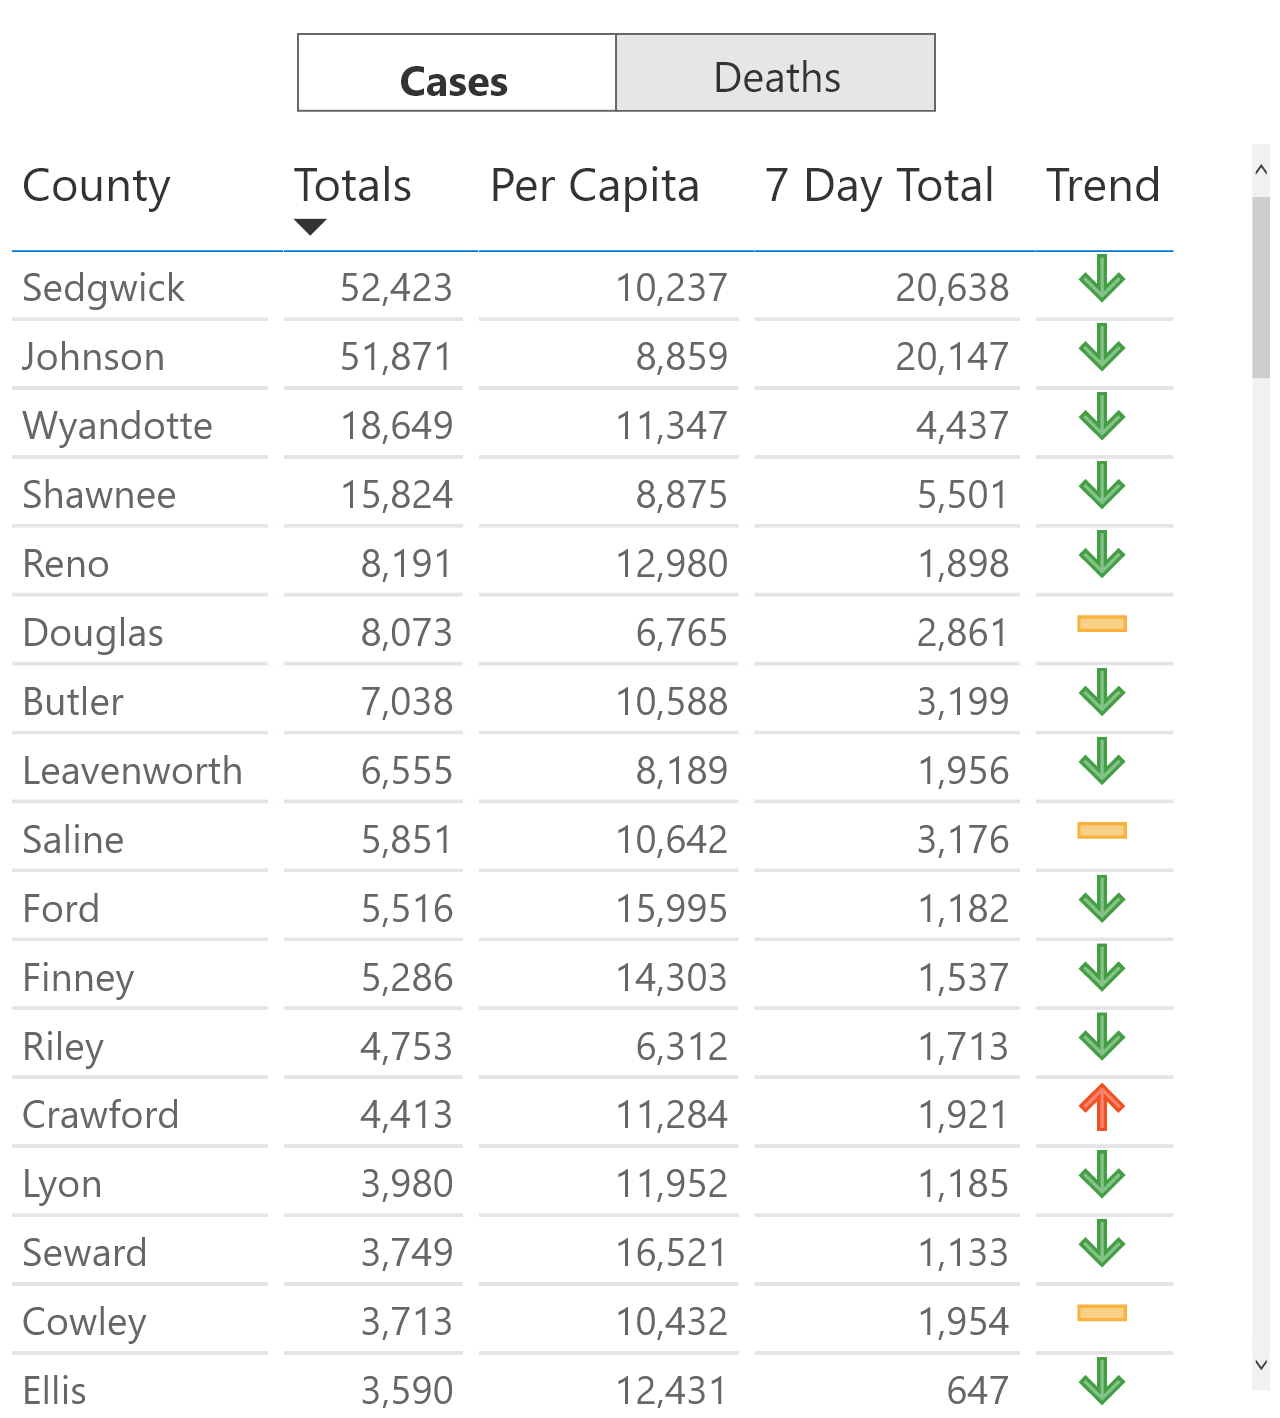 Cases Deaths
County Totals Per Capita 7 Day Total Trend
Sedgwick 52,423 10,237 20,638
Johnson 51,871 8,859 20,147
Wyandotte 18,649 11,347 4,437
Shawnee 15,824 8,875 5,501
Reno 8,191 12,980 1,898
Douglas 8,073 6,765 2,861
Butler 7,038 10,588 3,199
Leavenworth 6,555 8,189 1,956
Saline 5,851 10,642 3,176
Ford 5,516 15,995 1,182
Finney 5,286 14,303 1,537
Riley 4,753 6,312 1,713
Crawford 4,413 11,284 1,921
Lyon 3,980 11,952 1,185
Seward 3,749 16,521 1,133
Cowley 3,713 10,432 1,954
Ellis 3,590 12,431 647